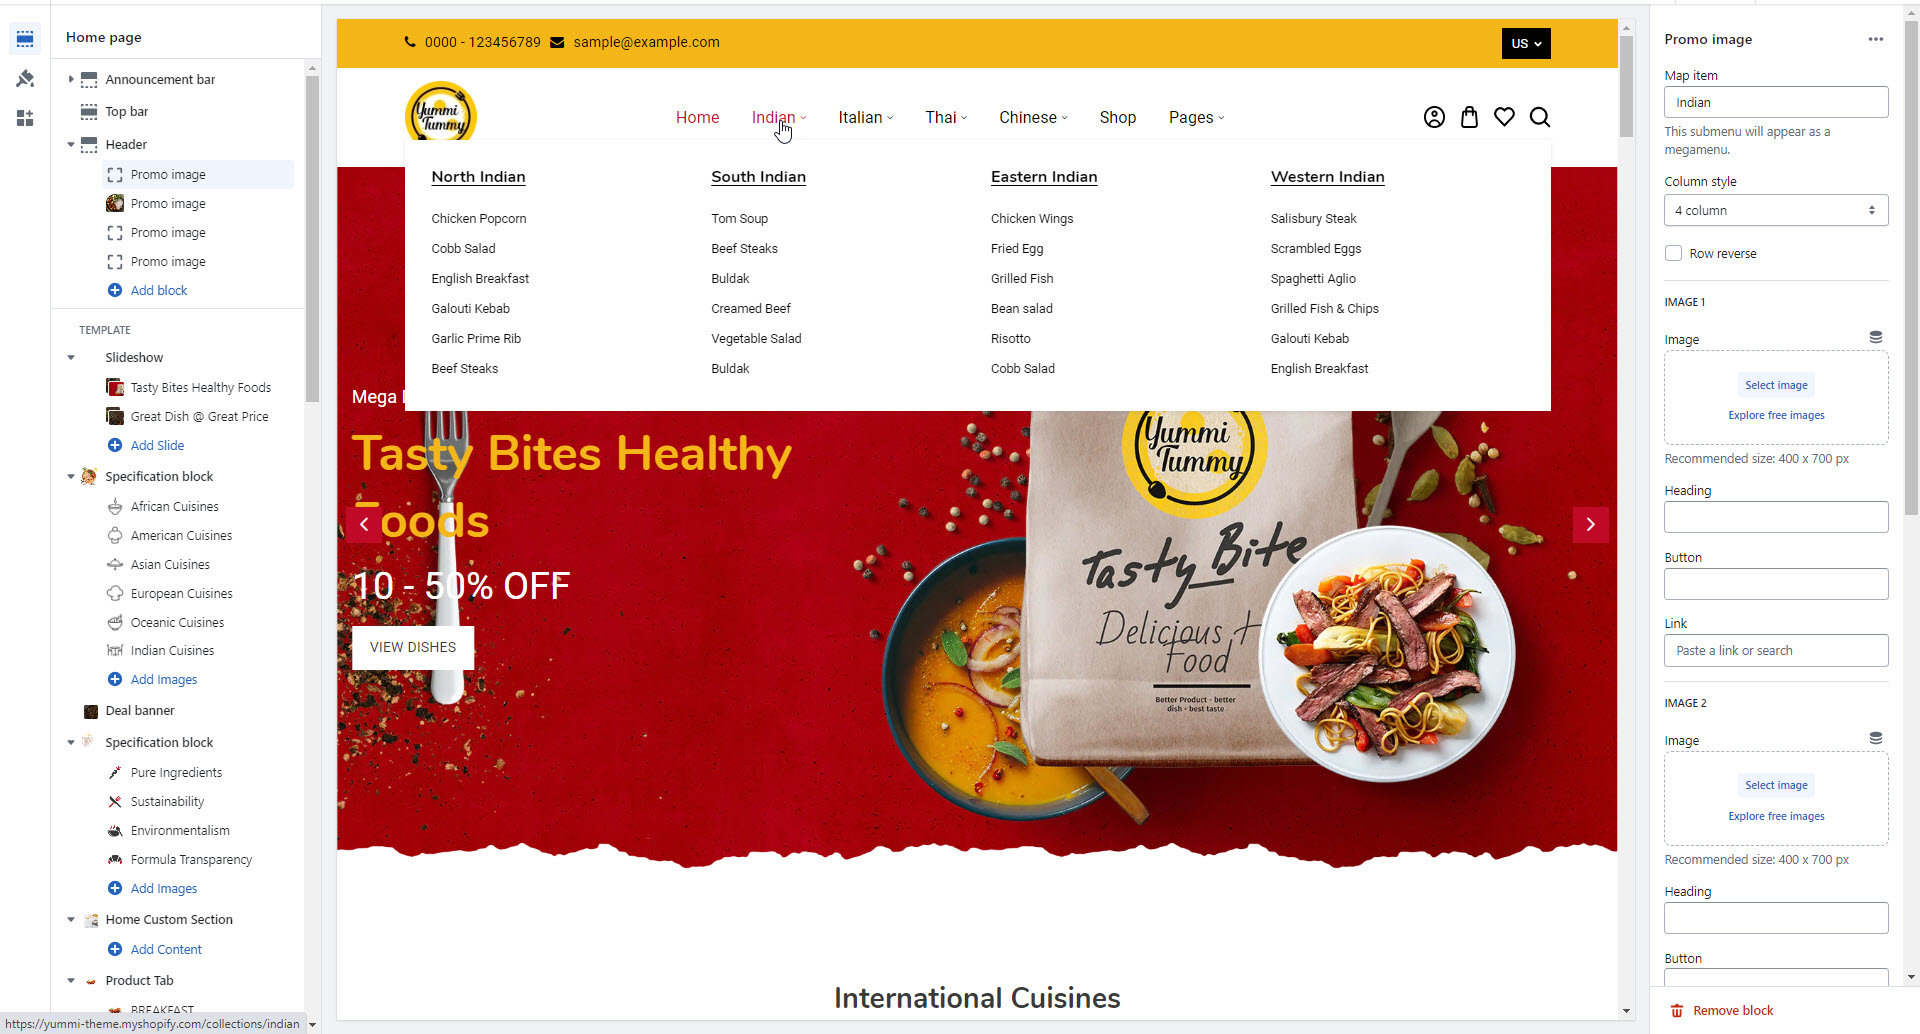 Home page
Announcement bar
Top bar
Header
Promo image
Promo image
Promo image
Promo image
Add block
TEMPLATE
Slideshow
Tasty Bites Healthy Foods
Great Dish @ Great Price
Add Slide
Specification block
African Cuisines
American Cuisines
Asian Cuisines
European Cuisines
Oceanic Cuisines
Indian Cuisines
Add Images
Deal banner
Specification block
Pure Ingredients
Sustainability
Environmentalism
Formula Transparency
Add Images
Home Custom Section
Add Content
Product Tab
BREAKFAST
https://yummi-theme.myshopify.com/collections/indian
0000 - 123456789 sample@example.com
US
Yummi
Tummy
Home Indian Italian Thai Chinese Shop Pages
North Indian
Chicken Popcorn
Cobb Salad
English Breakfast
Galouti Kebab
Garlic Prime Rib
Beef Steaks
South Indian
Tom Soup
Beef Steaks
Buldak
Creamed Beef
Vegetable Salad
Buldak
Eastern Indian
Chicken Wings
Fried Egg
Grilled Fish
Bean salad
Risotto
Cobb Salad
Western Indian
Salisbury Steak
Scrambled Eggs
Spaghetti Aglio
Grilled Fish & Chips
Galouti Kebab
English Breakfast
Mega
Tasty Bites Healthy
Foods
10 - 50% OFF
VIEW DISHES
Yummi
Tummy
Tasty Bite
Delicious +
Food
Better Product - better
dish - best taste
International Cuisines
Promo image
Map item
Indian
This submenu will appear as a
megamenu.
Column style
4 column
Row reverse
IMAGE 1
Image
Select image
Explore free images
Recommended size: 400 x 700 px
Heading
Button
Link
Paste a link or search
IMAGE 2
Image
Select image
Explore free images
Recommended size: 400 x 700 px
Heading
Button
Remove block